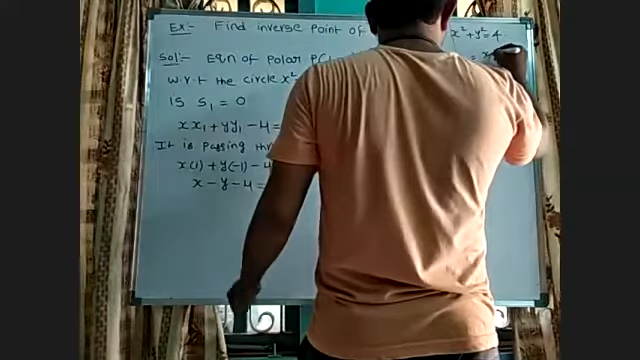 Ex:- Find inverse Point of x² + y² = 4.
Sol:- Eqn of Polar P(
w.r.t the circle x²
is S₁ = 0
xx₁ + yy₁ - 4 =
It is passing thr
x(1) + y(-1) - 4
x - y - 4 =